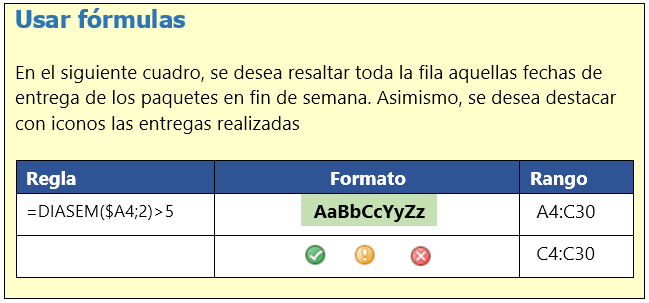 Usar fórmulas
En el siguiente cuadro, se desea resaltar toda la fila aquellas fechas de
entrega de los paquetes en fin de semana. Asimismo, se desea destacar
con iconos las entregas realizadas
Regla Formato Rango
=DIASEM($A4;2)>5 AaBbCcYyZz A4:C30
C4:C30